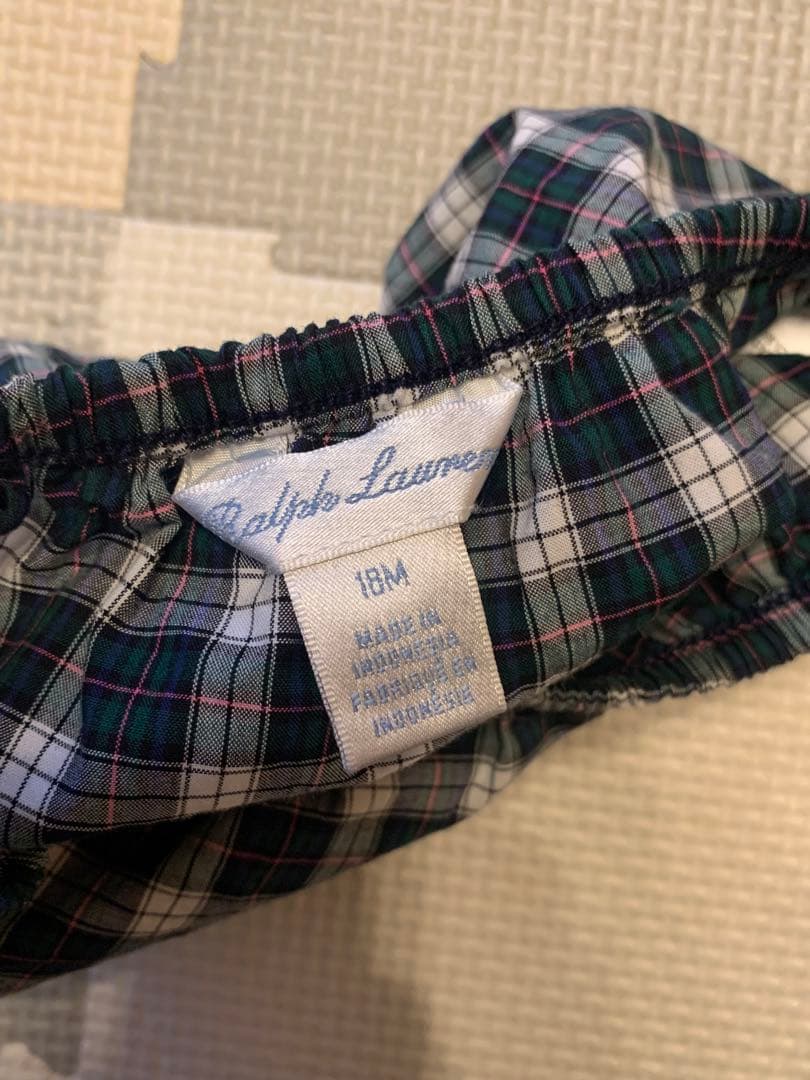 Ralph Lauren
18M
MADE IN
INDONESIA
FABRIQUÉ EN
INDONÉSIE